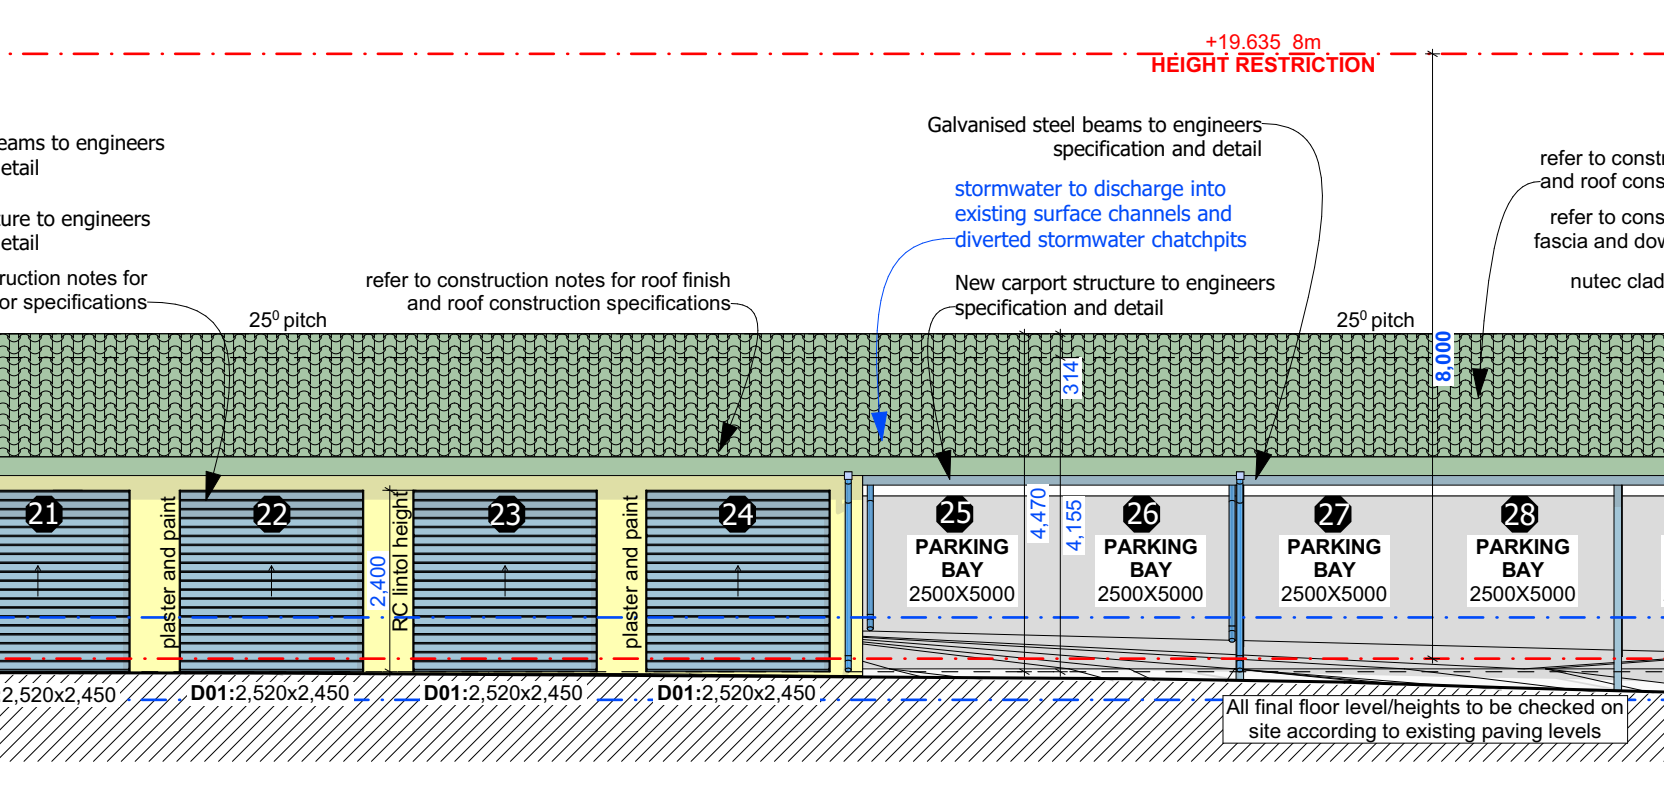 +19.635 8m
HEIGHT RESTRICTION
eams to engineers
etail
ture to engineers
etail
ruction notes for
or specifications
25⁰ pitch
refer to construction notes for roof finish
and roof construction specifications
Galvanised steel beams to engineers
specification and detail
stormwater to discharge into
existing surface channels and
diverted stormwater chatchpits
New carport structure to engineers
specification and detail
25⁰ pitch
8,000
refer to constr
and roof cons
refer to cons
fascia and dow
nutec clad
314
4,470
4,155
21
plaster and paint
22
2,400
RC lintol height
23
plaster and paint
24
25
PARKING
BAY
2500X5000
26
PARKING
BAY
2500X5000
27
PARKING
BAY
2500X5000
28
PARKING
BAY
2500X5000
:2,520x2,450
D01:2,520x2,450
D01:2,520x2,450
D01:2,520x2,450
All final floor level/heights to be checked on
site according to existing paving levels